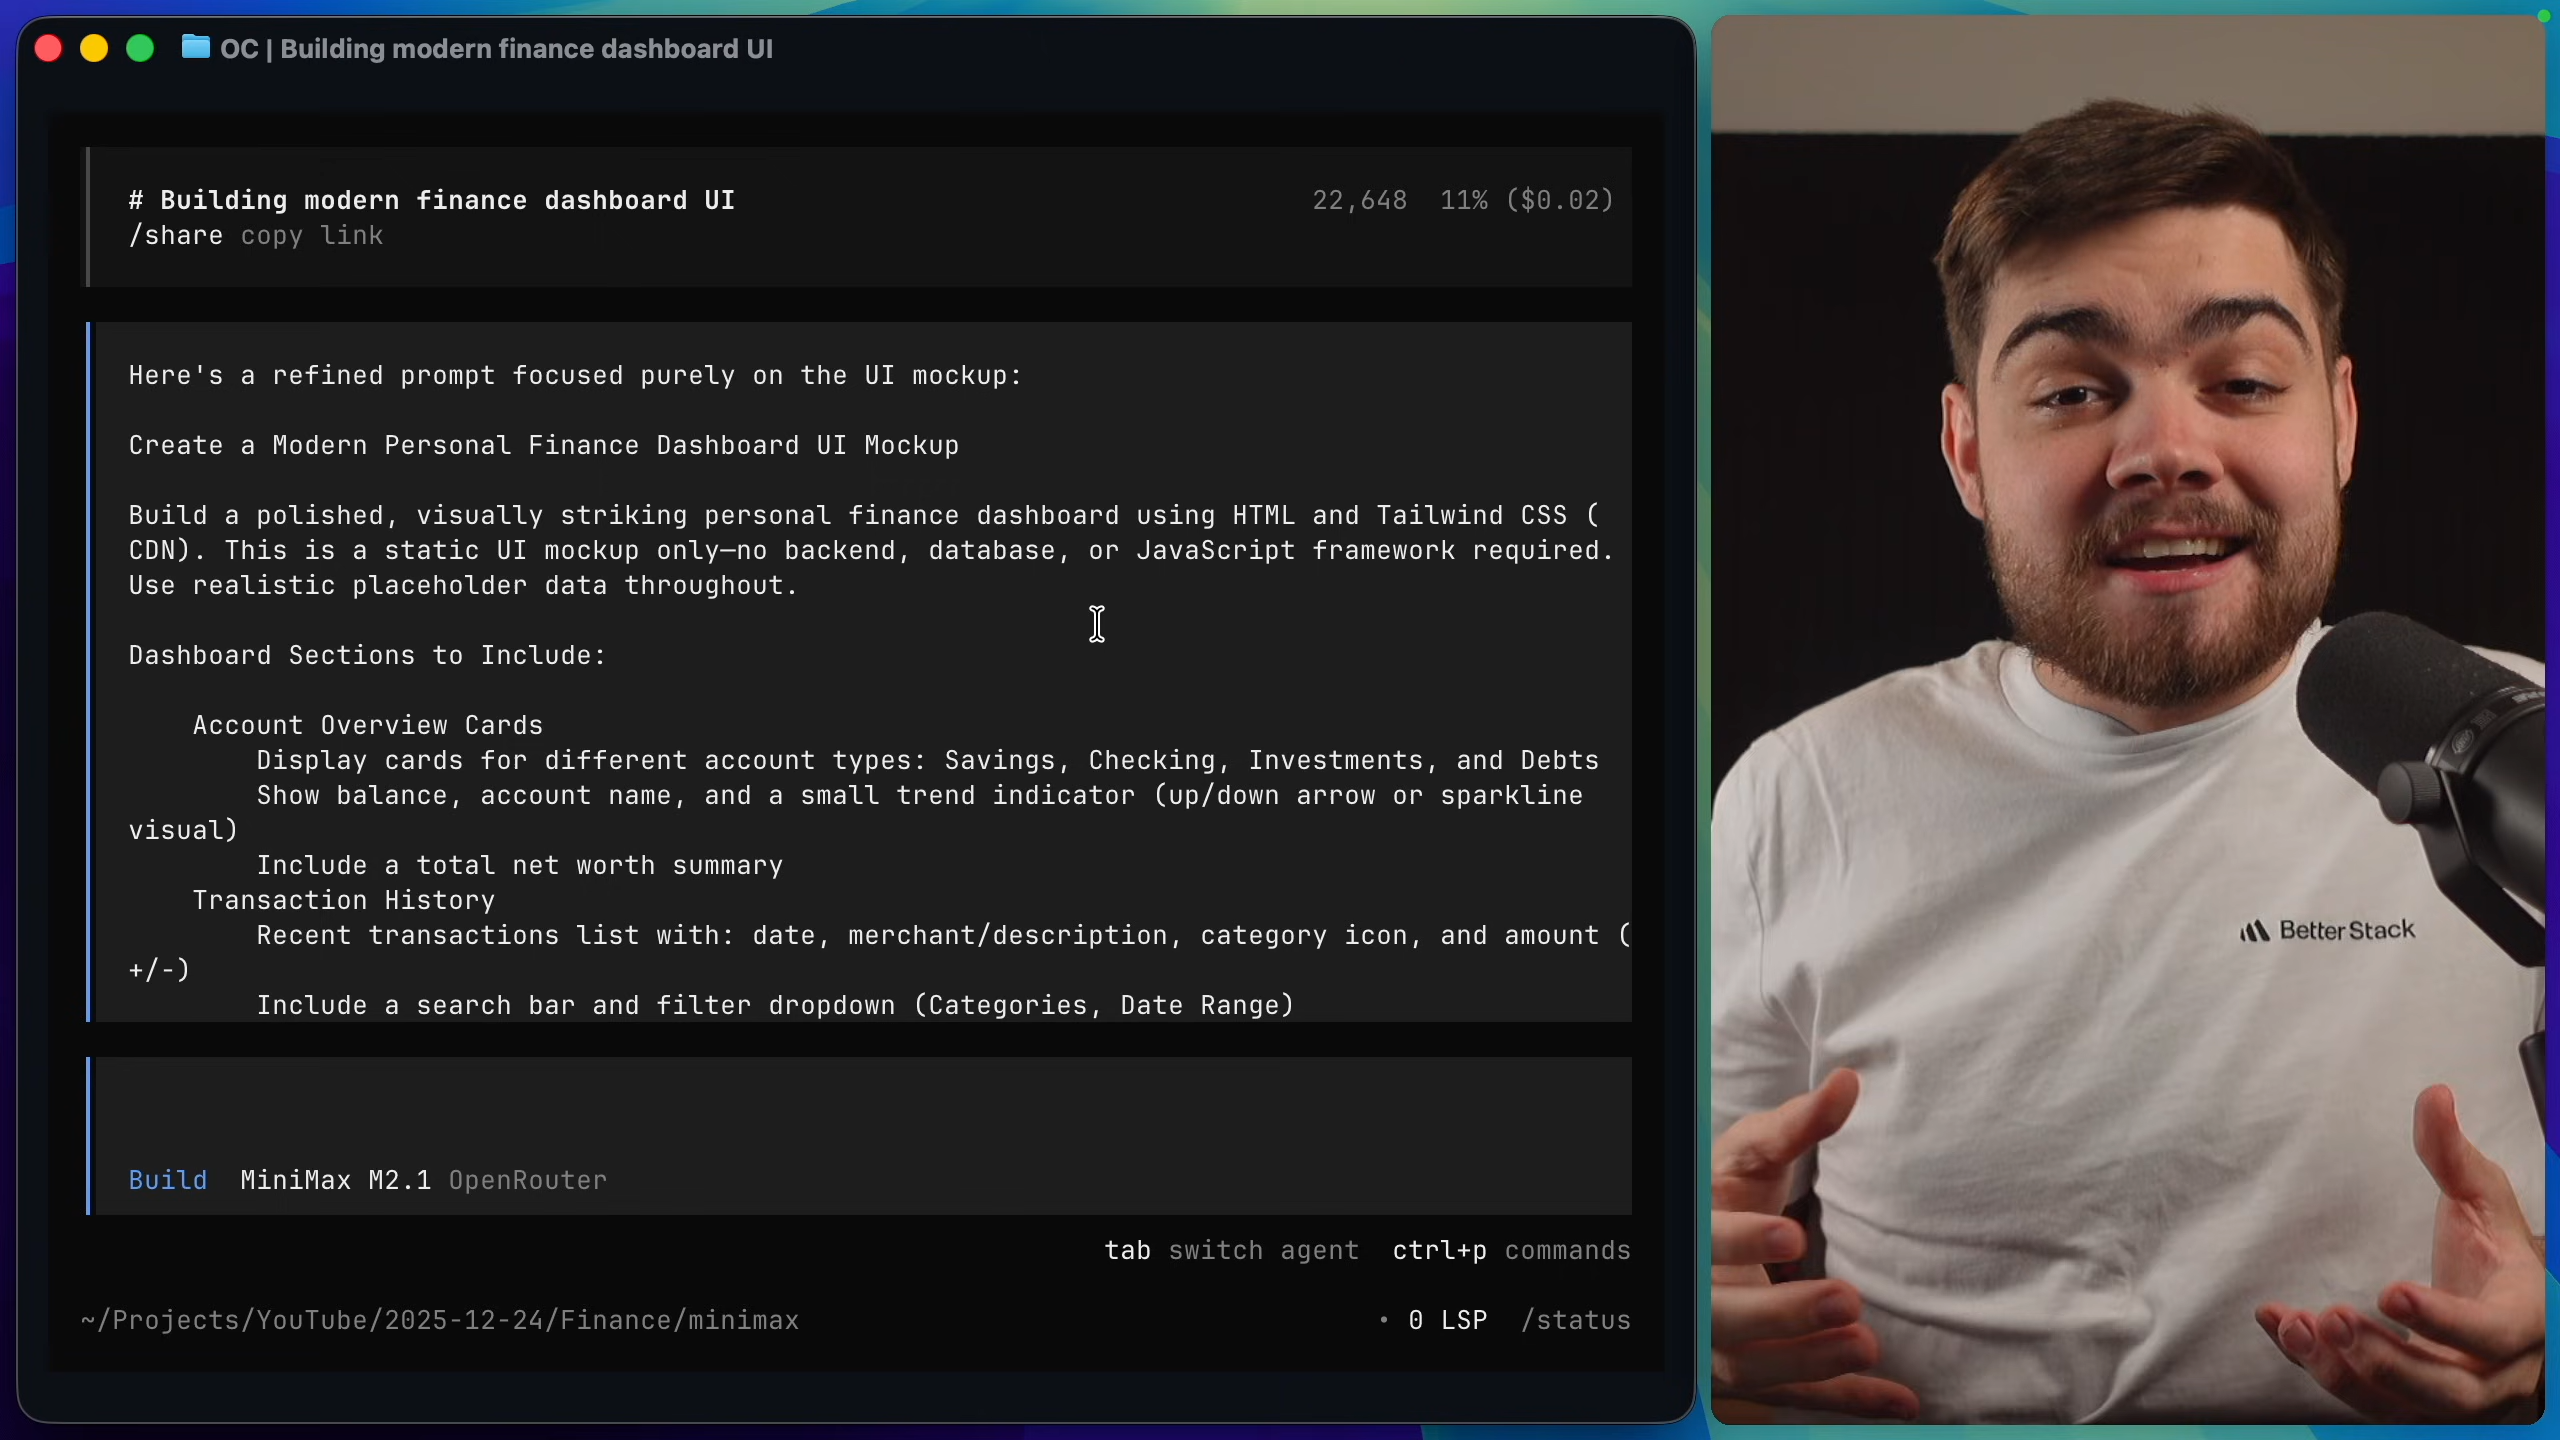 OC | Building modern finance dashboard UI
# Building modern finance dashboard UI
22,648 11% ($0.02)
/share copy link
Here's a refined prompt focused purely on the UI mockup:
Create a Modern Personal Finance Dashboard UI Mockup
Build a polished, visually striking personal finance dashboard using HTML and Tailwind CSS (
CDN). This is a static UI mockup only—no backend, database, or JavaScript framework required.
Use realistic placeholder data throughout.
Dashboard Sections to Include:
Account Overview Cards
Display cards for different account types: Savings, Checking, Investments, and Debts
Show balance, account name, and a small trend indicator (up/down arrow or sparkline
visual)
Include a total net worth summary
Transaction History
Recent transactions list with: date, merchant/description, category icon, and amount (
+/-)
Include a search bar and filter dropdown (Categories, Date Range)
Build MiniMax M2.1 OpenRouter
tab switch agent ctrl+p commands
~/Projects/YouTube/2025-12-24/Finance/minimax
• 0 LSP /status
Better Stack